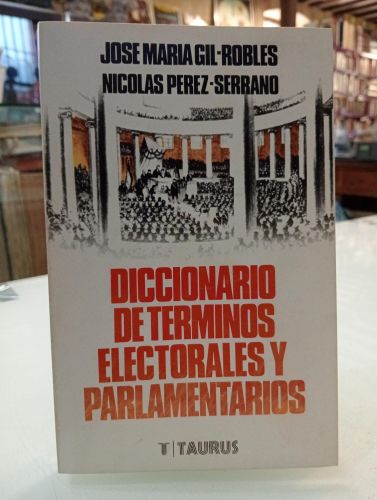 JOSE MARIA GIL-ROBLES
NICOLAS PEREZ-SERRANO
DICCIONARIO
DE TERMINOS
ELECTORALES Y
PARLAMENTARIOS
T | TAURUS